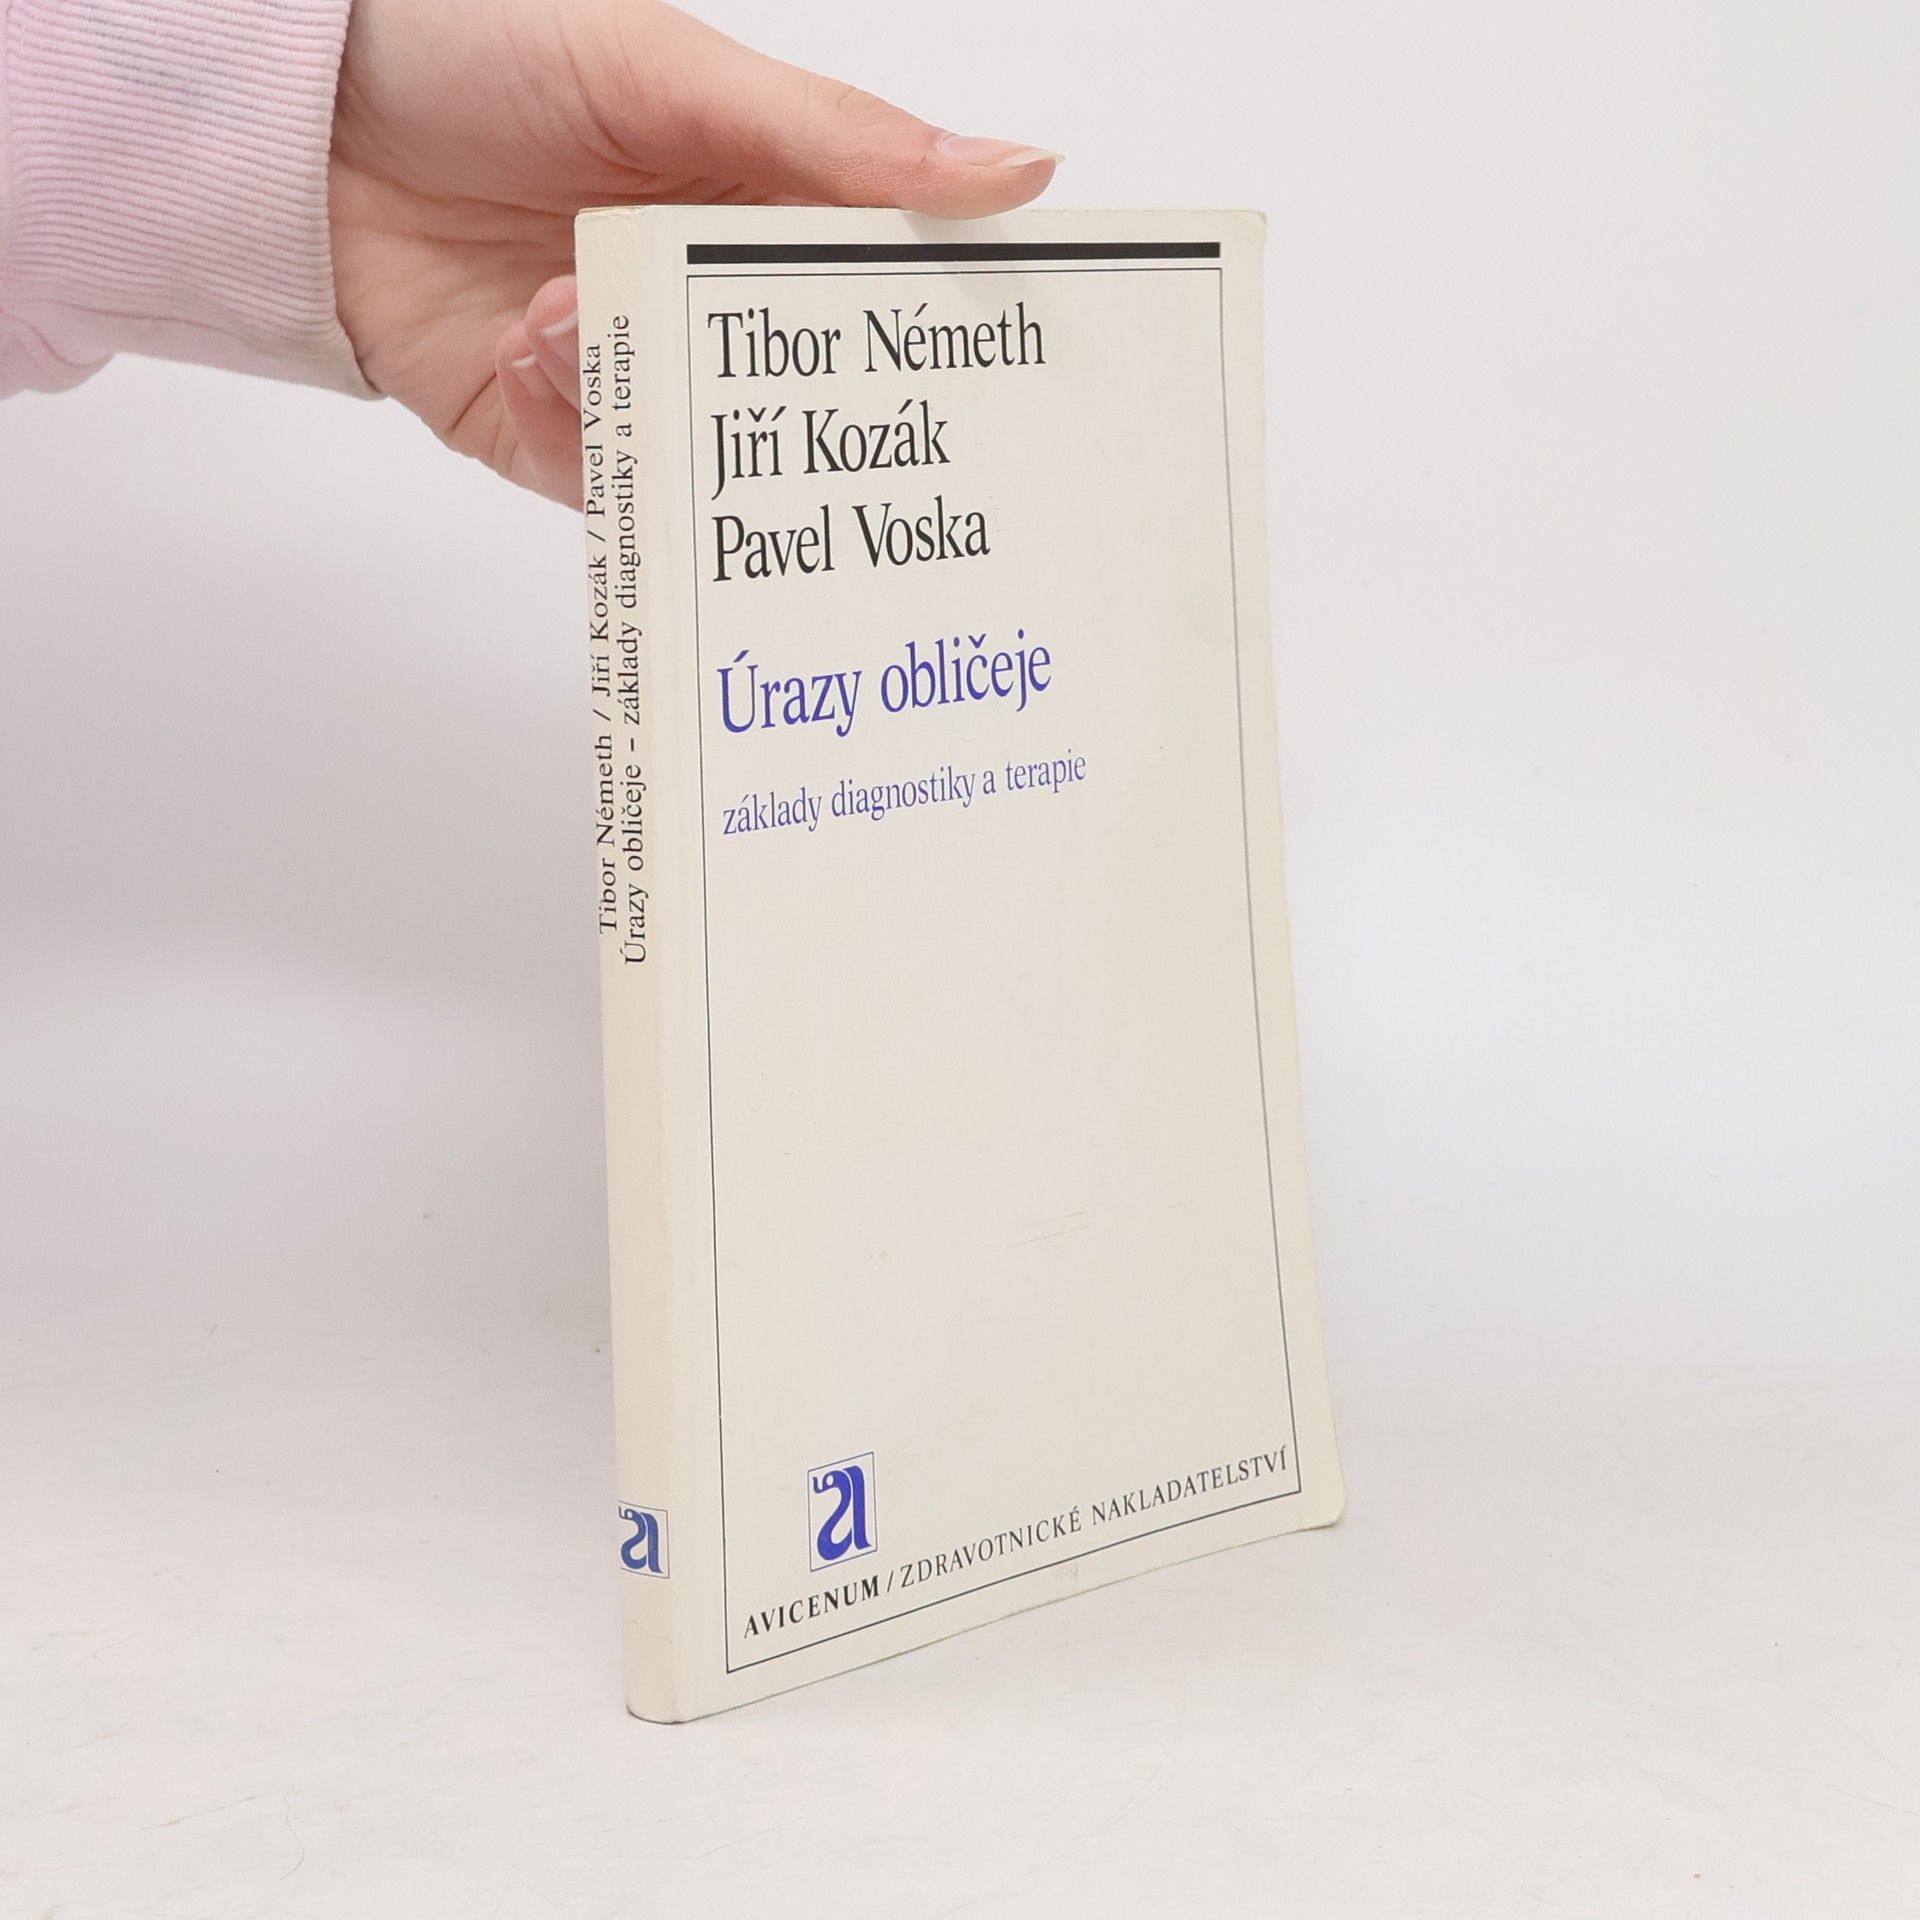 Tibor Németh / Jiří Kozák / Pavel Voska
Úrazy obličeje – základy diagnostiky a terapie
Tibor Németh
Jiří Kozák
Pavel Voska
Úrazy obličeje
základy diagnostiky a terapie
AVICENUM/ZDRAVOTNICKÉ NAKLADATELSTVÍ